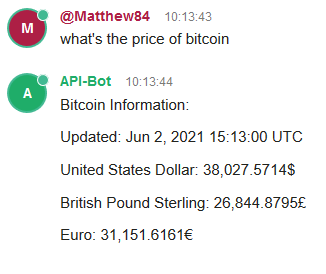 M
@Matthew84 10:13:43
what's the price of bitcoin
A
API-Bot 10:13:44
Bitcoin Information:
Updated: Jun 2, 2021 15:13:00 UTC
United States Dollar: 38,027.5714$
British Pound Sterling: 26,844.8795£
Euro: 31,151.6161€